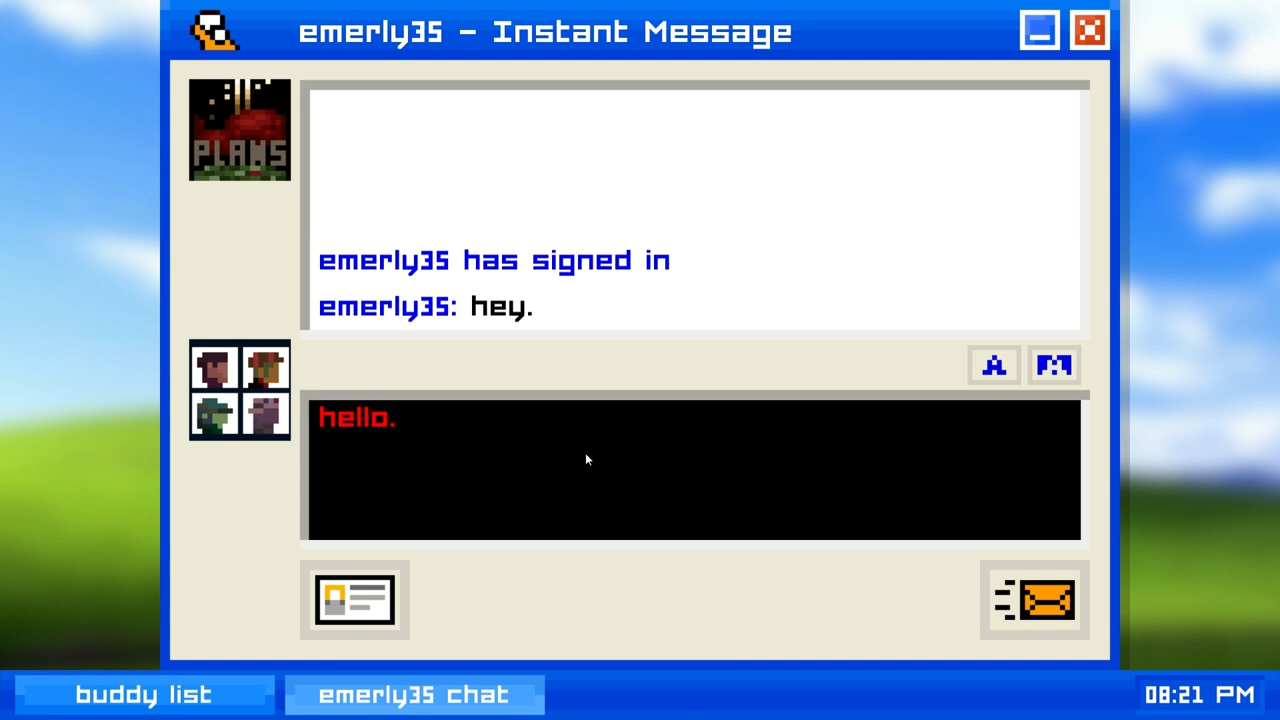 emerly35 - Instant Message
PLANS
emerly35 has signed in
emerly35: hey.
A
hello.
buddy list
emerly35 chat
08:21 PM